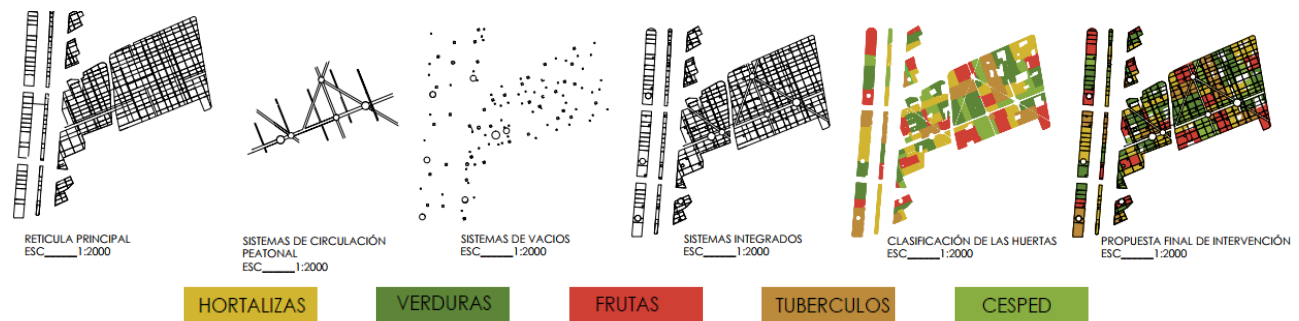 RETICULA PRINCIPAL
ESC_____1:2000
SISTEMAS DE CIRCULACIÓN
PEATONAL
ESC_____1:2000
SISTEMAS DE VACIOS
ESC_____1:2000
SISTEMAS INTEGRADOS
ESC_____1:2000
CLASIFICACIÓN DE LAS HUERTAS
ESC_____1:2000
PROPUESTA FINAL DE INTERVENCIÓN
ESC_____1:2000
HORTALIZAS
VERDURAS
FRUTAS
TUBERCULOS
CESPED